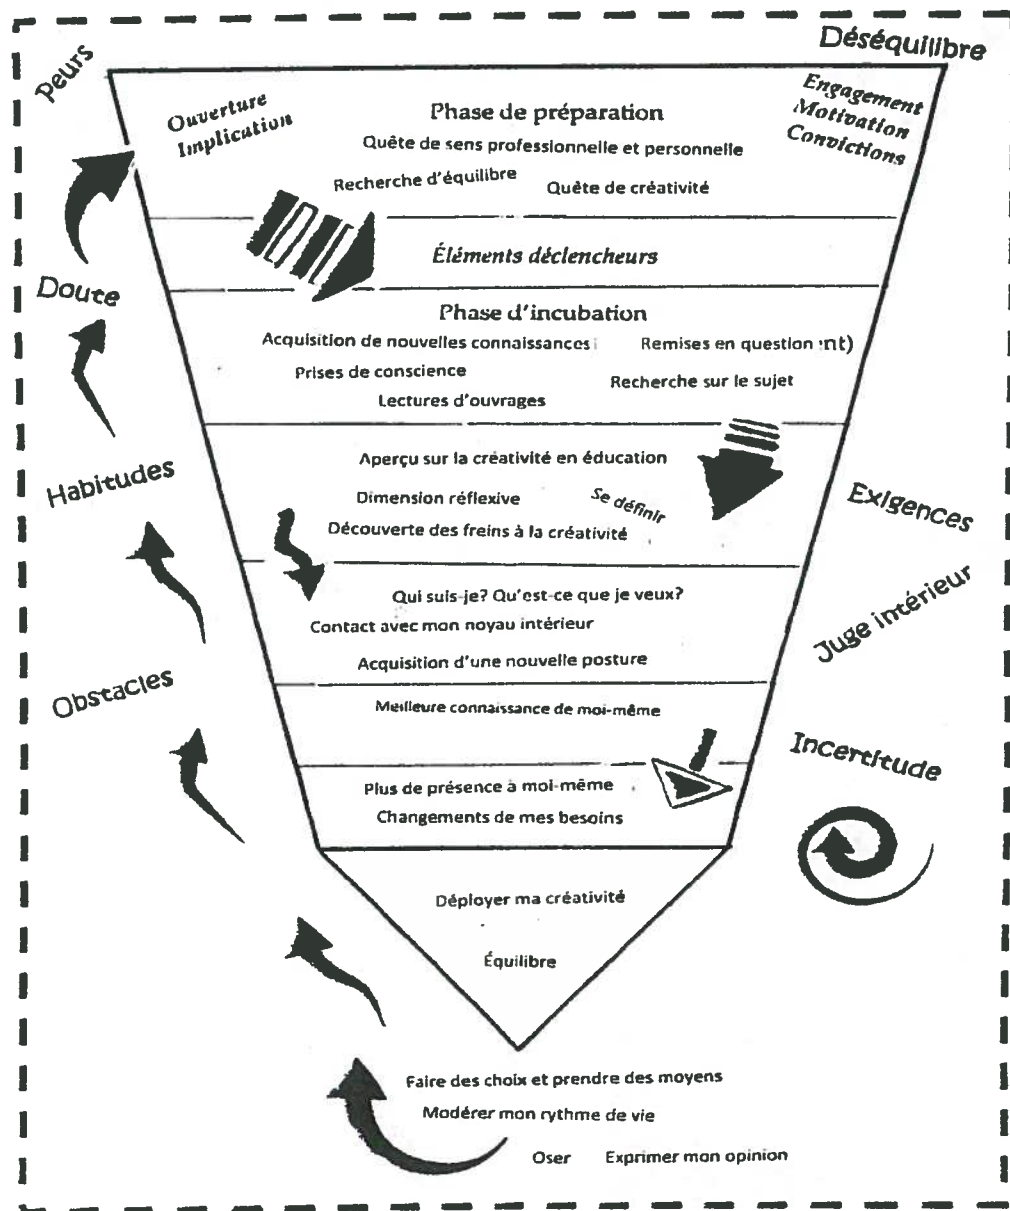 Déséquilibre
Peurs
Ouverture
Implication
Engagement
Motivation
Convictions
Phase de préparation
Quête de sens professionnelle et personnelle
Recherche d'équilibre
Quête de créativité
Éléments déclencheurs
Doute
Phase d'incubation
Acquisition de nouvelles connaissances
Remises en question
Prises de conscience
Recherche sur le sujet
Lectures d'ouvrages
Habitudes
Aperçu sur la créativité en éducation
Dimension réflexive
Se définir
Exigences
Découverte des freins à la créativité
Qui suis-je? Qu'est-ce que je veux?
Juge intérieur
Contact avec mon noyau intérieur
Acquisition d'une nouvelle posture
Obstacles
Meilleure connaissance de moi-même
Incertitude
Plus de présence à moi-même
Changements de mes besoins
Déployer ma créativité
Équilibre
Faire des choix et prendre des moyens
Modérer mon rythme de vie
Oser
Exprimer mon opinion